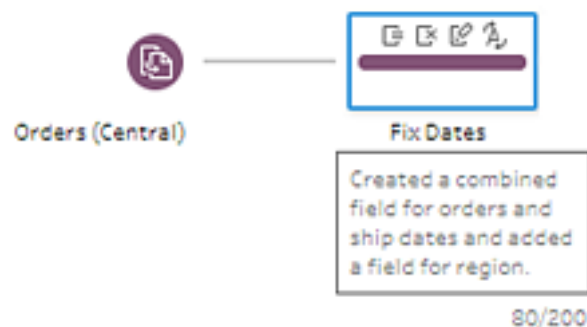 Orders (Central)
Fix Dates
Created a combined
field for orders and
ship dates and added
a field for region.
80/200